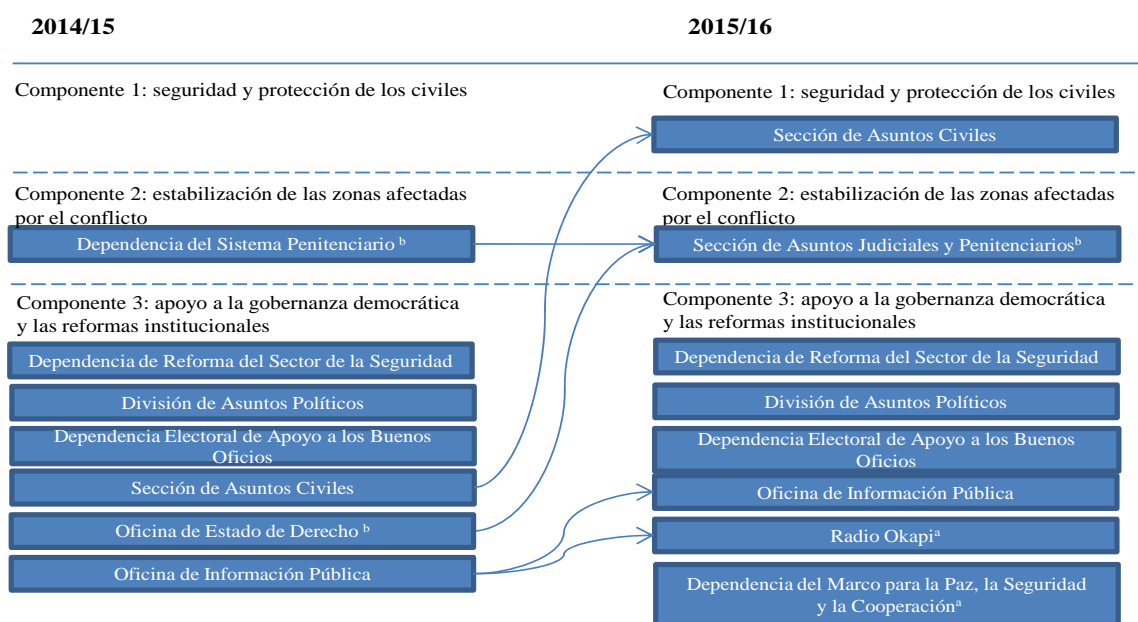 2014/15
2015/16
Componente 1: seguridad y protección de los civiles
Componente 1: seguridad y protección de los civiles
Sección de Asuntos Civiles
Componente 2: estabilización de las zonas afectadas
por el conflicto
Componente 2: estabilización de las zonas afectadas
por el conflicto
Dependencia del Sistema Penitenciario ᵇ
Sección de Asuntos Judiciales y Penitenciariosᵇ
Componente 3: apoyo a la gobernanza democrática
y las reformas institucionales
Dependencia de Reforma del Sector de la Seguridad
División de Asuntos Políticos
Dependencia Electoral de Apoyo a los Buenos
Oficios
Sección de Asuntos Civiles
Oficina de Estado de Derecho ᵇ
Oficina de Información Pública
Componente 3: apoyo a la gobernanza democrática
y las reformas institucionales
Dependencia de Reforma del Sector de la Seguridad
División de Asuntos Políticos
Dependencia Electoral de Apoyo a los Buenos
Oficios
Oficina de Información Pública
Radio Okapiᵃ
Dependencia del Marco para la Paz, la Seguridad
y la Cooperaciónᵃ